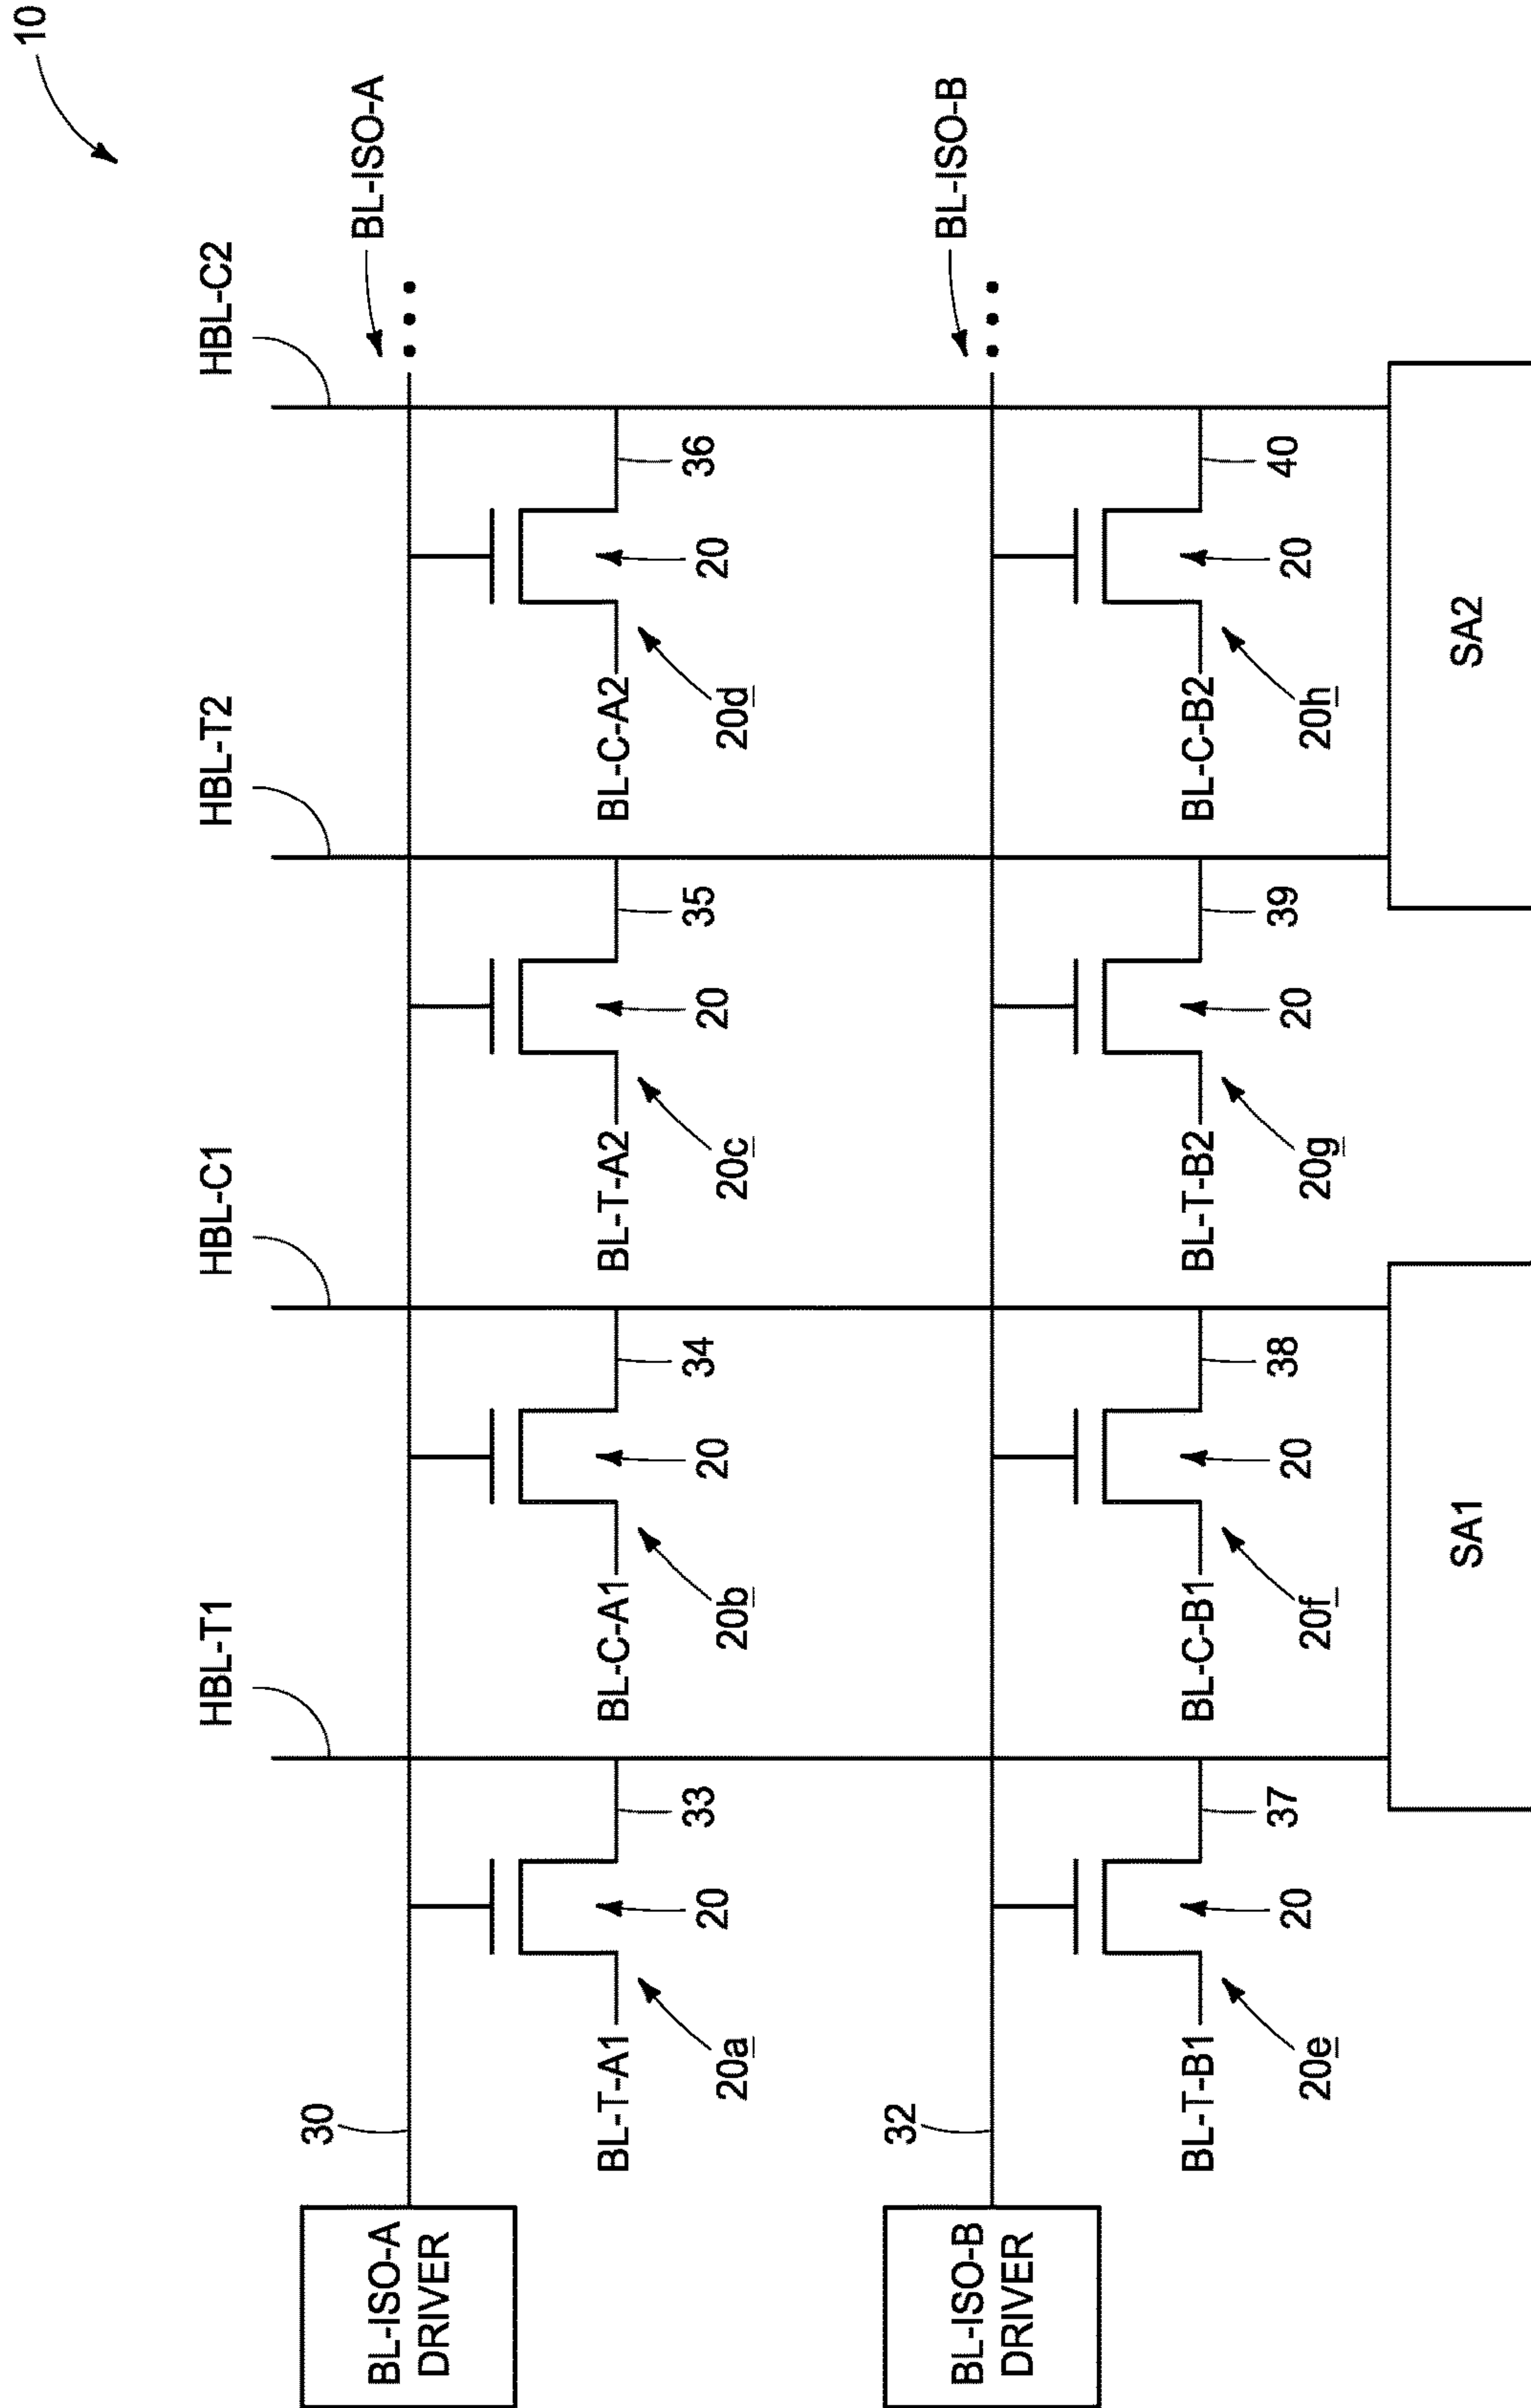 10
HBL-T1
HBL-C1
HBL-T2
HBL-C2
BL-ISO-A
30
BL-ISO-A
DRIVER
BL-T-A1
20
33
BL-C-A1
20
34
BL-T-A2
20
35
BL-C-A2
20
36
20a
20b
20c
20d
BL-ISO-B
32
BL-ISO-B
DRIVER
BL-T-B1
20
37
BL-C-B1
20
38
BL-T-B2
20
39
BL-C-B2
20
40
20e
20f
20g
20h
SA1
SA2